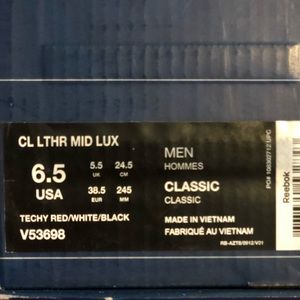 CL LTHR MID LUX
6.5
USA
5.5
UK
24.5
CM
38.5
EUR
245
MM
TECHY RED/WHITE/BLACK
V53698
MEN
HOMMES
CLASSIC
CLASSIC
MADE IN VIETNAM
FABRIQUÉ AU VIETNAM
Reebok